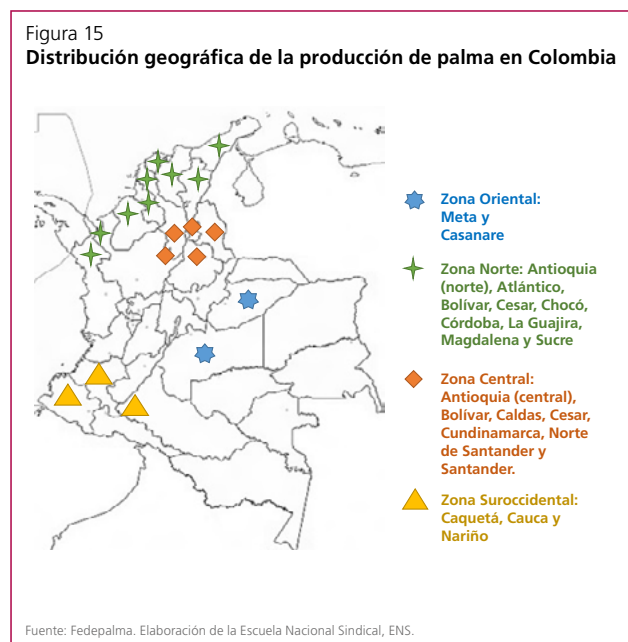 Figura 15
Distribución geográfica de la producción de palma en Colombia
Zona Oriental:
Meta y
Casanare
Zona Norte: Antioquia
(norte), Atlántico,
Bolívar, Cesar, Chocó,
Córdoba, La Guajira,
Magdalena y Sucre
Zona Central:
Antioquia (central),
Bolívar, Caldas, Cesar,
Cundinamarca, Norte
de Santander y
Santander.
Zona Suroccidental:
Caquetá, Cauca y
Nariño
Fuente: Fedepalma. Elaboración de la Escuela Nacional Sindical, ENS.